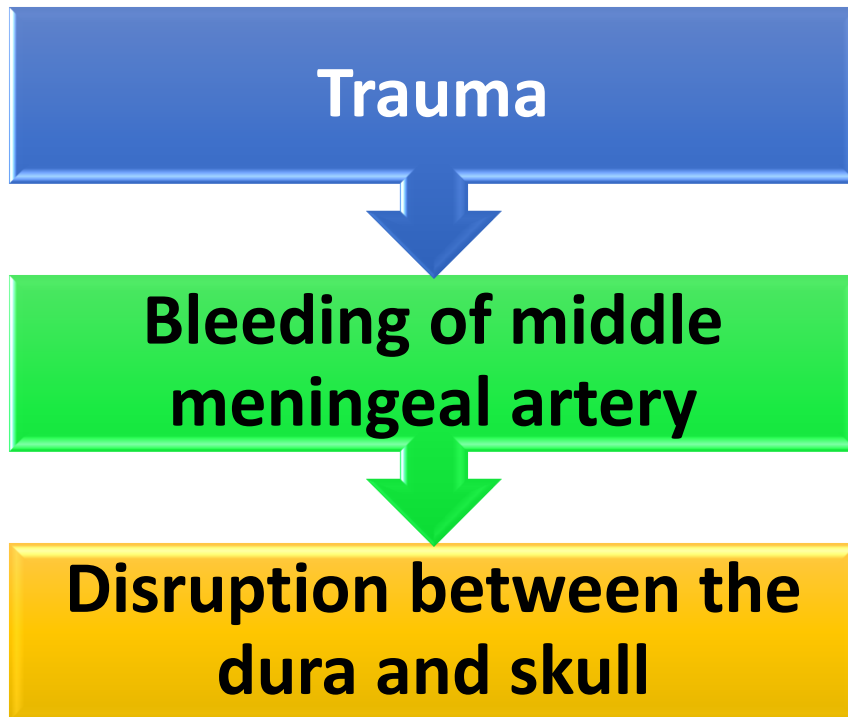 Trauma
Bleeding of middle
meningeal artery
Disruption between the
dura and skull